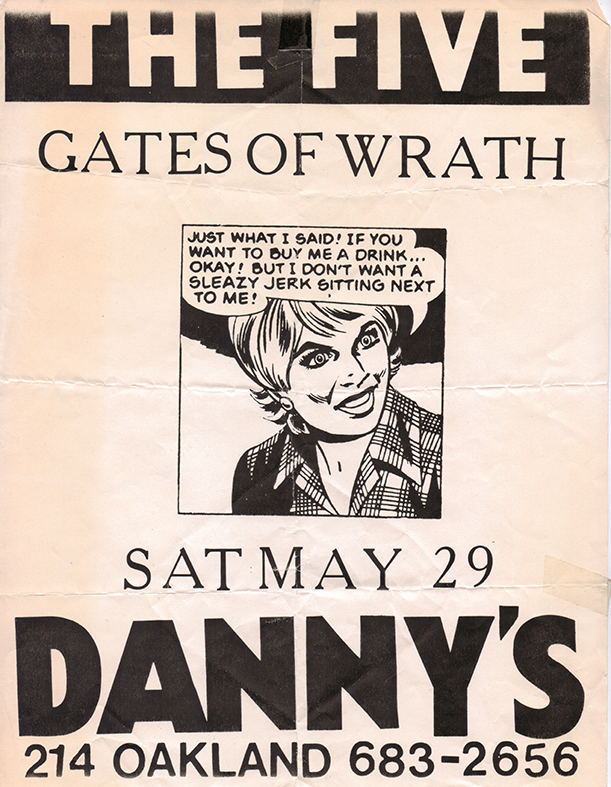 THE FIVE
GATES OF WRATH
JUST WHAT I SAID! IF YOU
WANT TO BUY ME A DRINK...
OKAY! BUT I DON'T WANT A
SLEAZY JERK SITTING NEXT
TO ME!
SAT MAY 29
DANNY'S
214 OAKLAND 683-2656